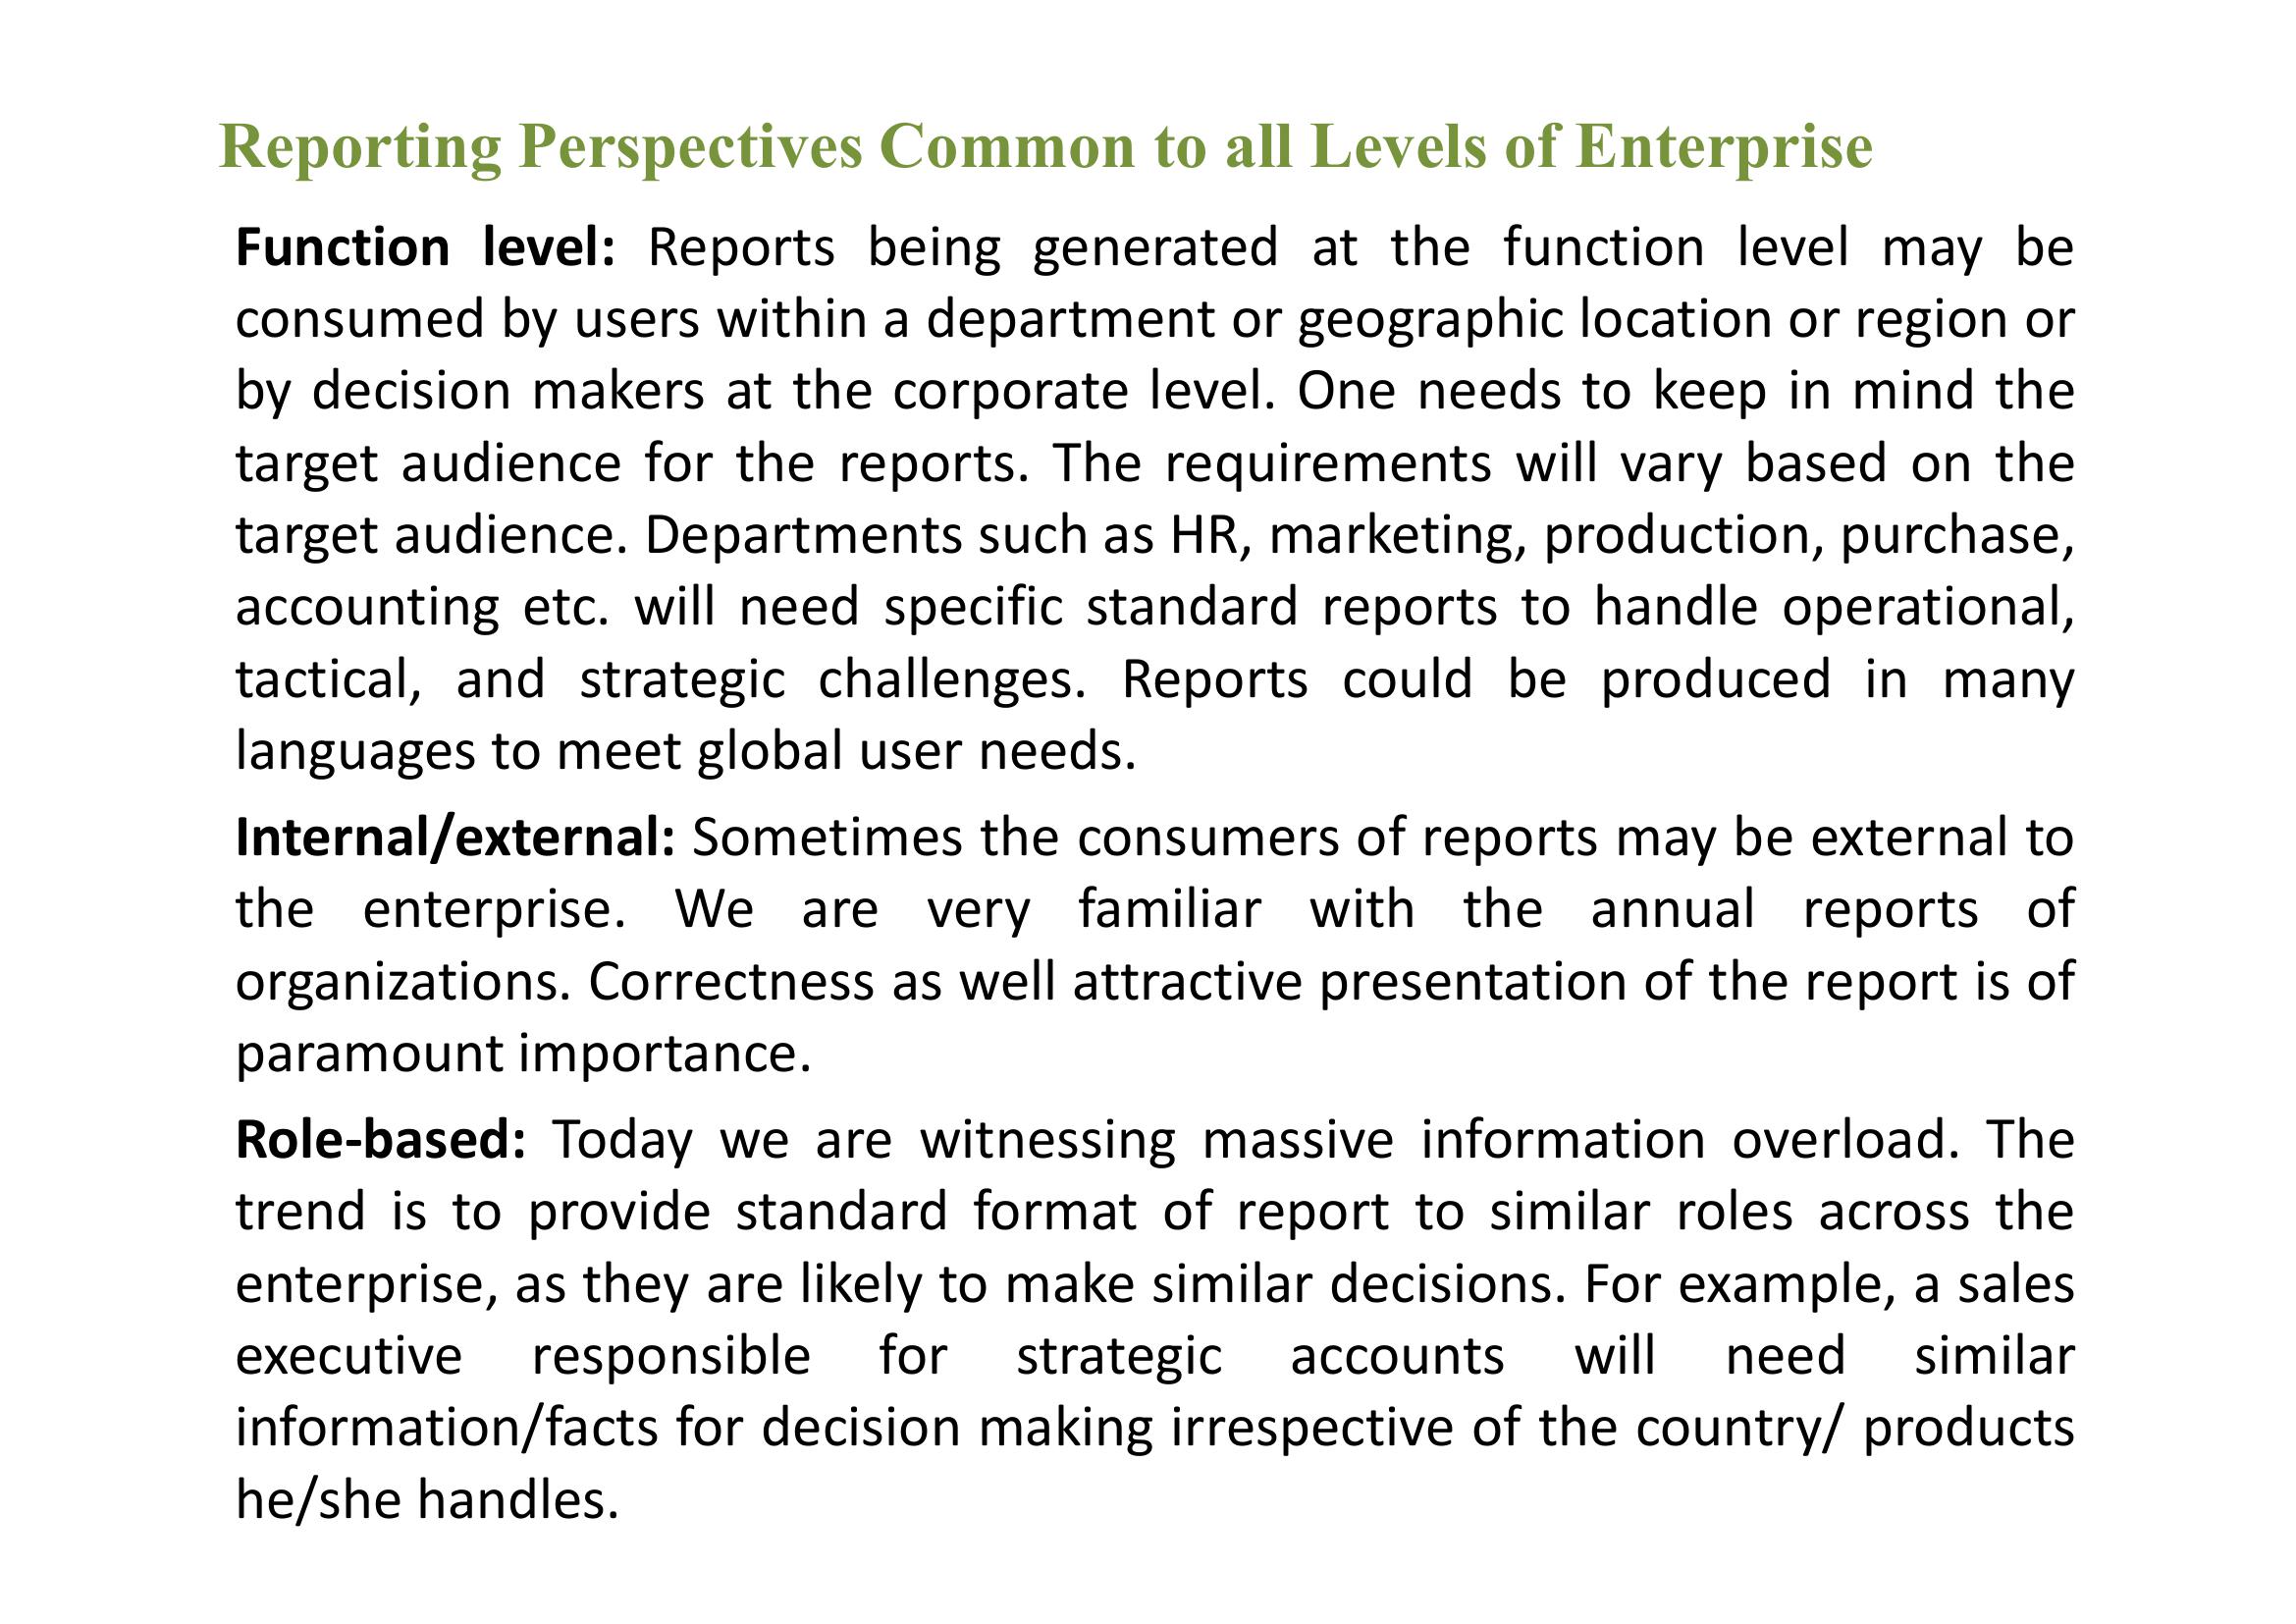 Reporting Perspectives Common to all Levels of Enterprise
Function level: Reports being generated at the function level may be
consumed by users within a department or geographic location or region or
by decision makers at the corporate level. One needs to keep in mind the
target audience for the reports. The requirements will vary based on the
target audience. Departments such as HR, marketing, production, purchase,
accounting etc. will need specific standard reports to handle operational,
tactical, and strategic challenges. Reports could be produced in many
languages to meet global user needs.
Internal/external: Sometimes the consumers of reports may be external to
the enterprise. We are very familiar with the annual reports of
organizations. Correctness as well attractive presentation of the report is of
paramount importance.
Role-based: Today we are witnessing massive information overload. The
trend is to provide standard format of report to similar roles across the
enterprise, as they are likely to make similar decisions. For example, a sales
executive responsible for strategic accounts will need similar
information/facts for decision making irrespective of the country/ products
he/she handles.